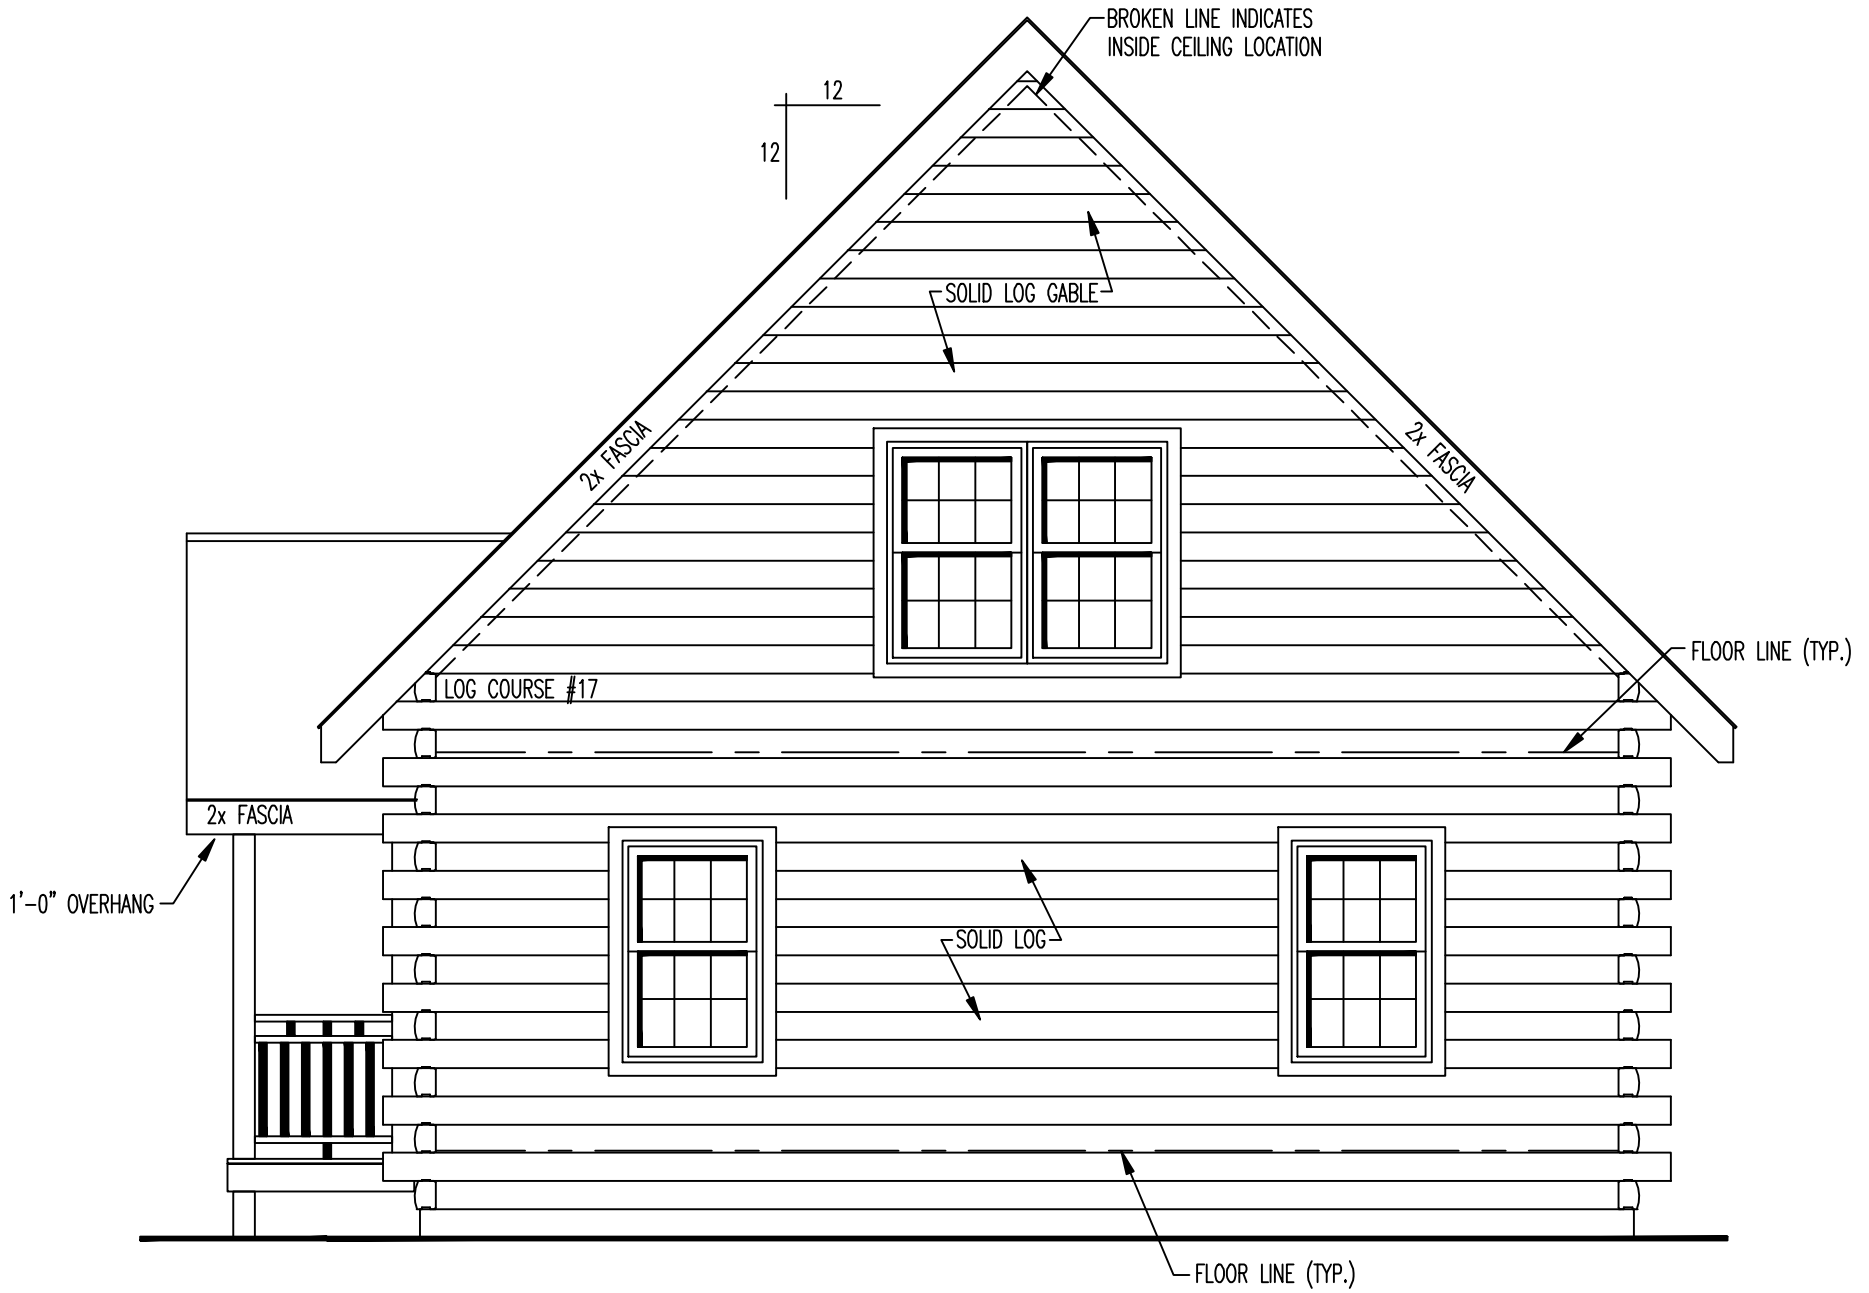 BROKEN LINE INDICATES
INSIDE CEILING LOCATION
12
12
SOLID LOG GABLE
2x FASCIA
2x FASCIA
FLOOR LINE (TYP.)
LOG COURSE #17
2x FASCIA
1'-0" OVERHANG
SOLID LOG
FLOOR LINE (TYP.)